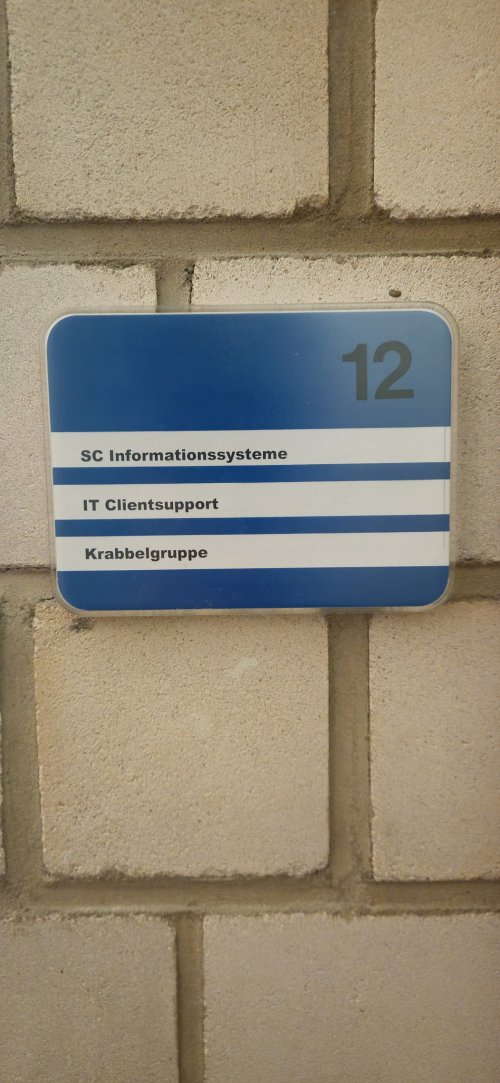 12
SC Informationssysteme
IT Clientsupport
Krabbelgruppe